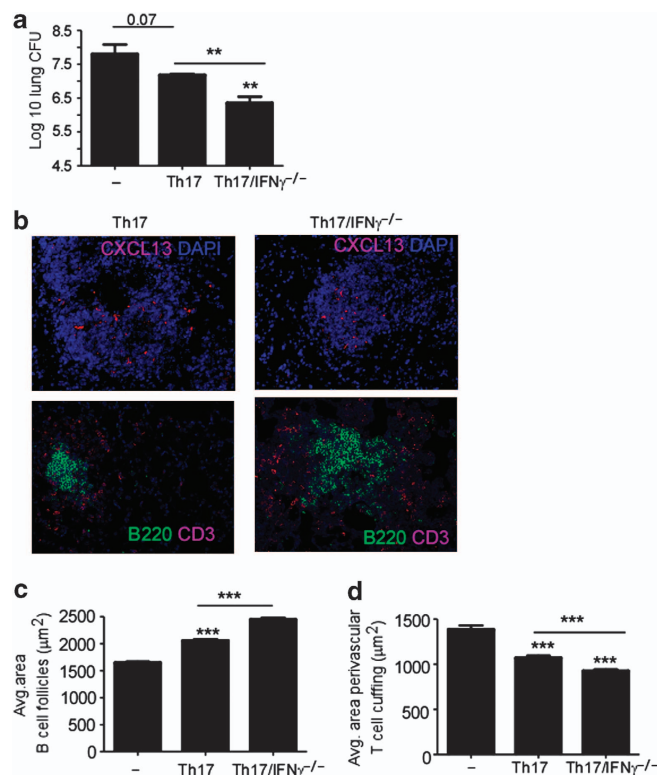 a
0.07
**
**
8.5
7.5
6.5
5.5
4.5
Log 10 lung CFU
– Th17 Th17/IFNγ−/−
b
Th17 Th17/IFNγ−/−
CXCL13 DAPI CXCL13 DAPI
B220 CD3 B220 CD3
c
***
***
2500
2000
1500
1000
500
0
Avg.area
B cell follicles (μm2)
– Th17 Th17/IFNγ−/−
d
***
***
***
1500
1000
500
0
Avg. area perivascular
T cell cuffing (μm2)
– Th17 Th17/IFNγ−/−